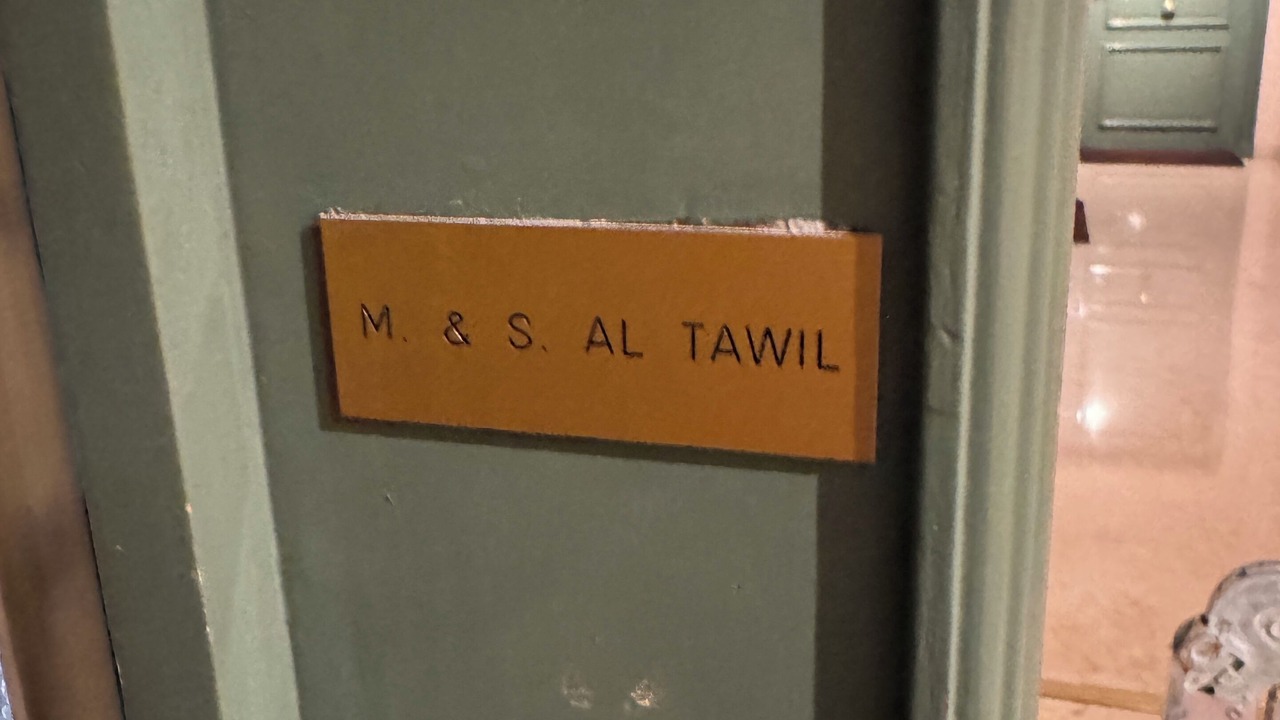 M. & S. AL TAWIL